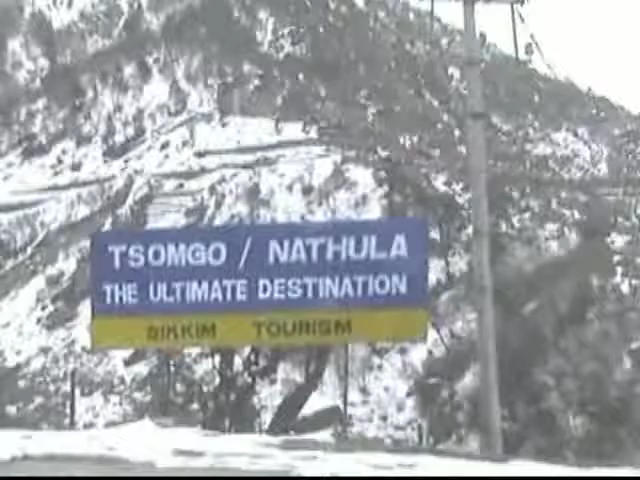 TSOMGO / NATHULA
THE ULTIMATE DESTINATION
SIKKIM TOURISM